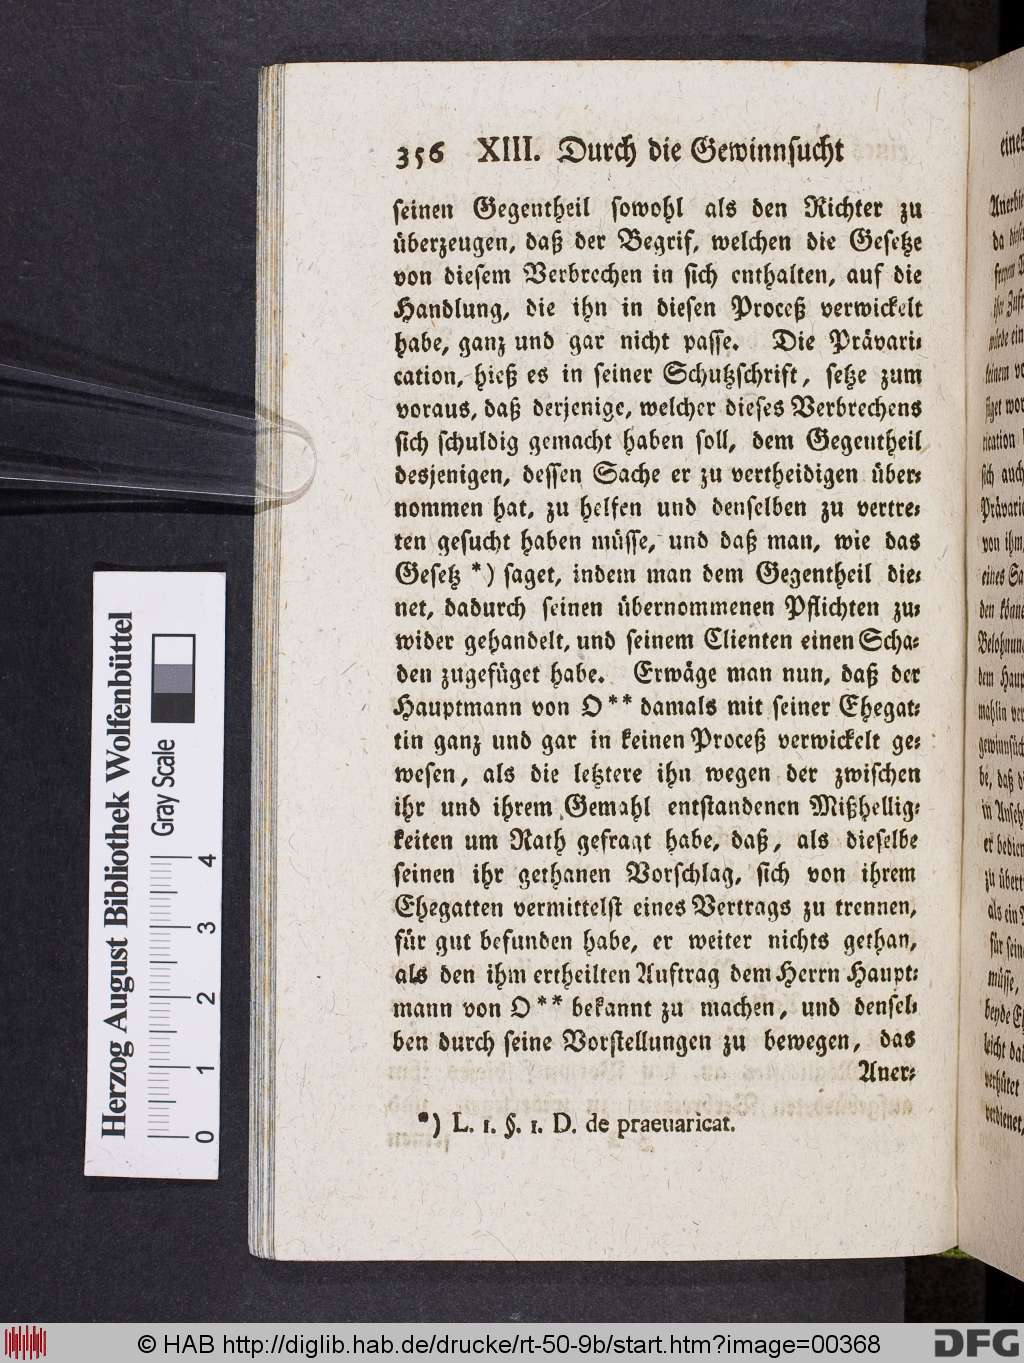 356 XIII. Durch die Gewinnsucht
seinen Gegentheil sowohl als den Richter zu
überzeugen, daß der Begrif, welchen die Gesetze
von diesem Verbrechen in sich enthalten, auf die
Handlung, die ihn in diesen Proceß verwickelt
habe, ganz und gar nicht passe. Die Prävari-
cation, hieß es in seiner Schutzschrift, setze zum
voraus, daß derjenige, welcher dieses Verbrechens
sich schuldig gemacht haben soll, dem Gegentheil
desjenigen, dessen Sache er zu vertheidigen über-
nommen hat, zu helfen und denselben zu vertre-
ten gesucht haben müsse, und daß man, wie das
Gesetz *) saget, indem man dem Gegentheil die-
net, dadurch seinen übernommenen Pflichten zu-
wider gehandelt, und seinem Clienten einen Scha-
den zugefüget habe. Erwäge man nun, daß der
Hauptmann von O** damals mit seiner Ehegat-
tin ganz und gar in keinen Proceß verwickelt ge-
wesen, als die letztere ihn wegen der zwischen
ihr und ihrem Gemahl entstandenen Mißhellig-
keiten um Rath gefragt habe, daß, als dieselbe
seinen ihr gethanen Vorschlag, sich von ihrem
Ehegatten vermittelst eines Vertrags zu trennen,
für gut befunden habe, er weiter nichts gethan,
als den ihm ertheilten Auftrag dem Herrn Haupt-
mann von O** bekannt zu machen, und densel-
ben durch seine Vorstellungen zu bewegen, das
Aner-
*) L. 1. §. 1. D. de praeuaricat.
Herzog August Bibliothek Wolfenbüttel
Gray Scale
0 1 2 3 4
© HAB http://diglib.hab.de/drucke/rt-50-9b/start.htm?image=00368
DFG